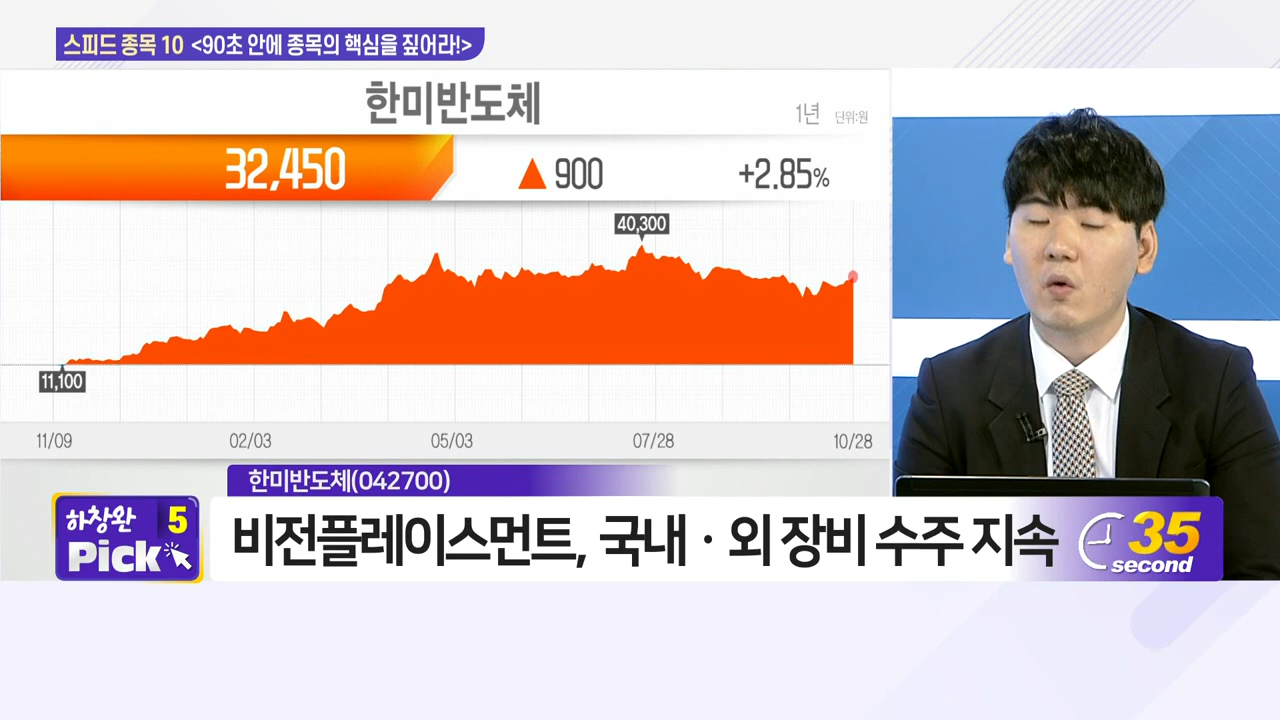 스피드 종목 10 <90초 안에 종목의 핵심을 짚어라!>
한미반도체
1년 단위:원
32,450 ▲ 900 +2.85%
40,300
11,100
11/09 02/03 05/03 07/28 10/28
한미반도체(042700)
하창완 5
Pick
비전플레이스먼트, 국내·외 장비 수주 지속
35
second